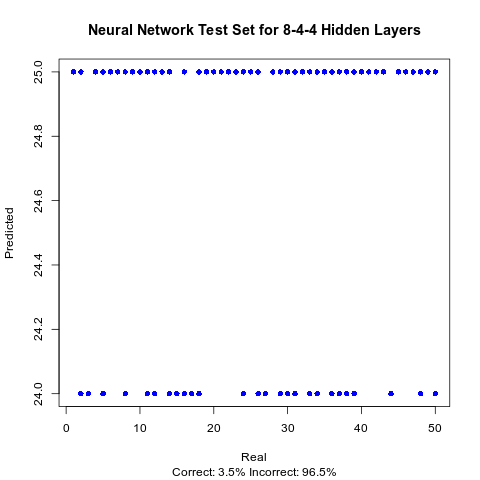 Neural Network Test Set for 8-4-4 Hidden Layers
25.0
24.8
24.6
24.4
24.2
24.0
Predicted
0 10 20 30 40 50
Real
Correct: 3.5% Incorrect: 96.5%